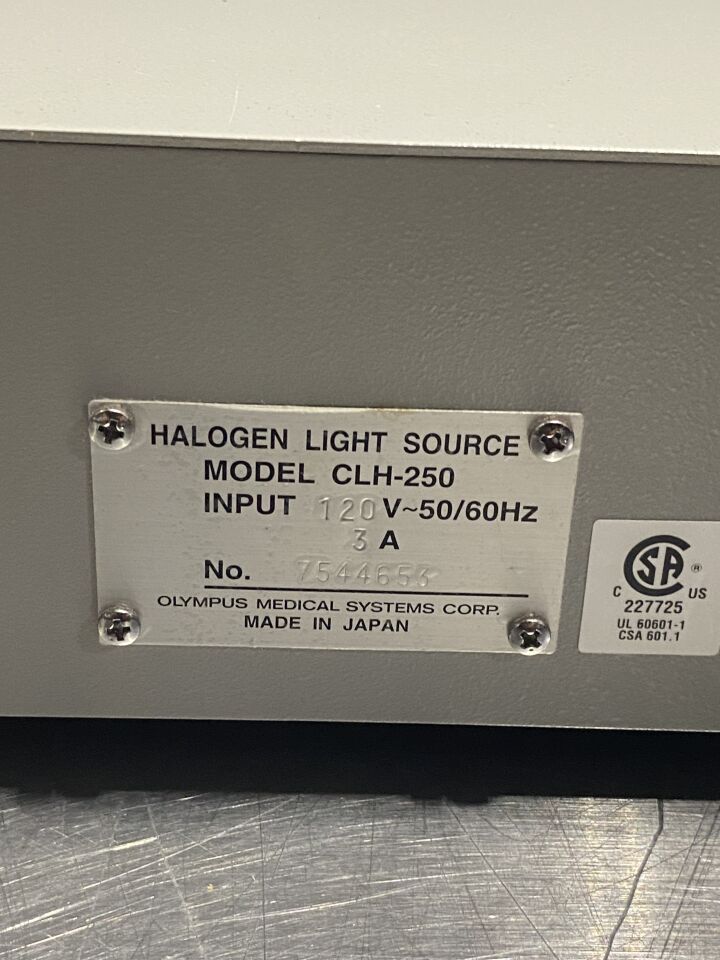 HALOGEN LIGHT SOURCE
MODEL CLH-250
INPUT 120 V~50/60Hz
3 A
No. 7544653
OLYMPUS MEDICAL SYSTEMS CORP.
MADE IN JAPAN
CSA ®
C US
227725
UL 60601-1
CSA 601.1